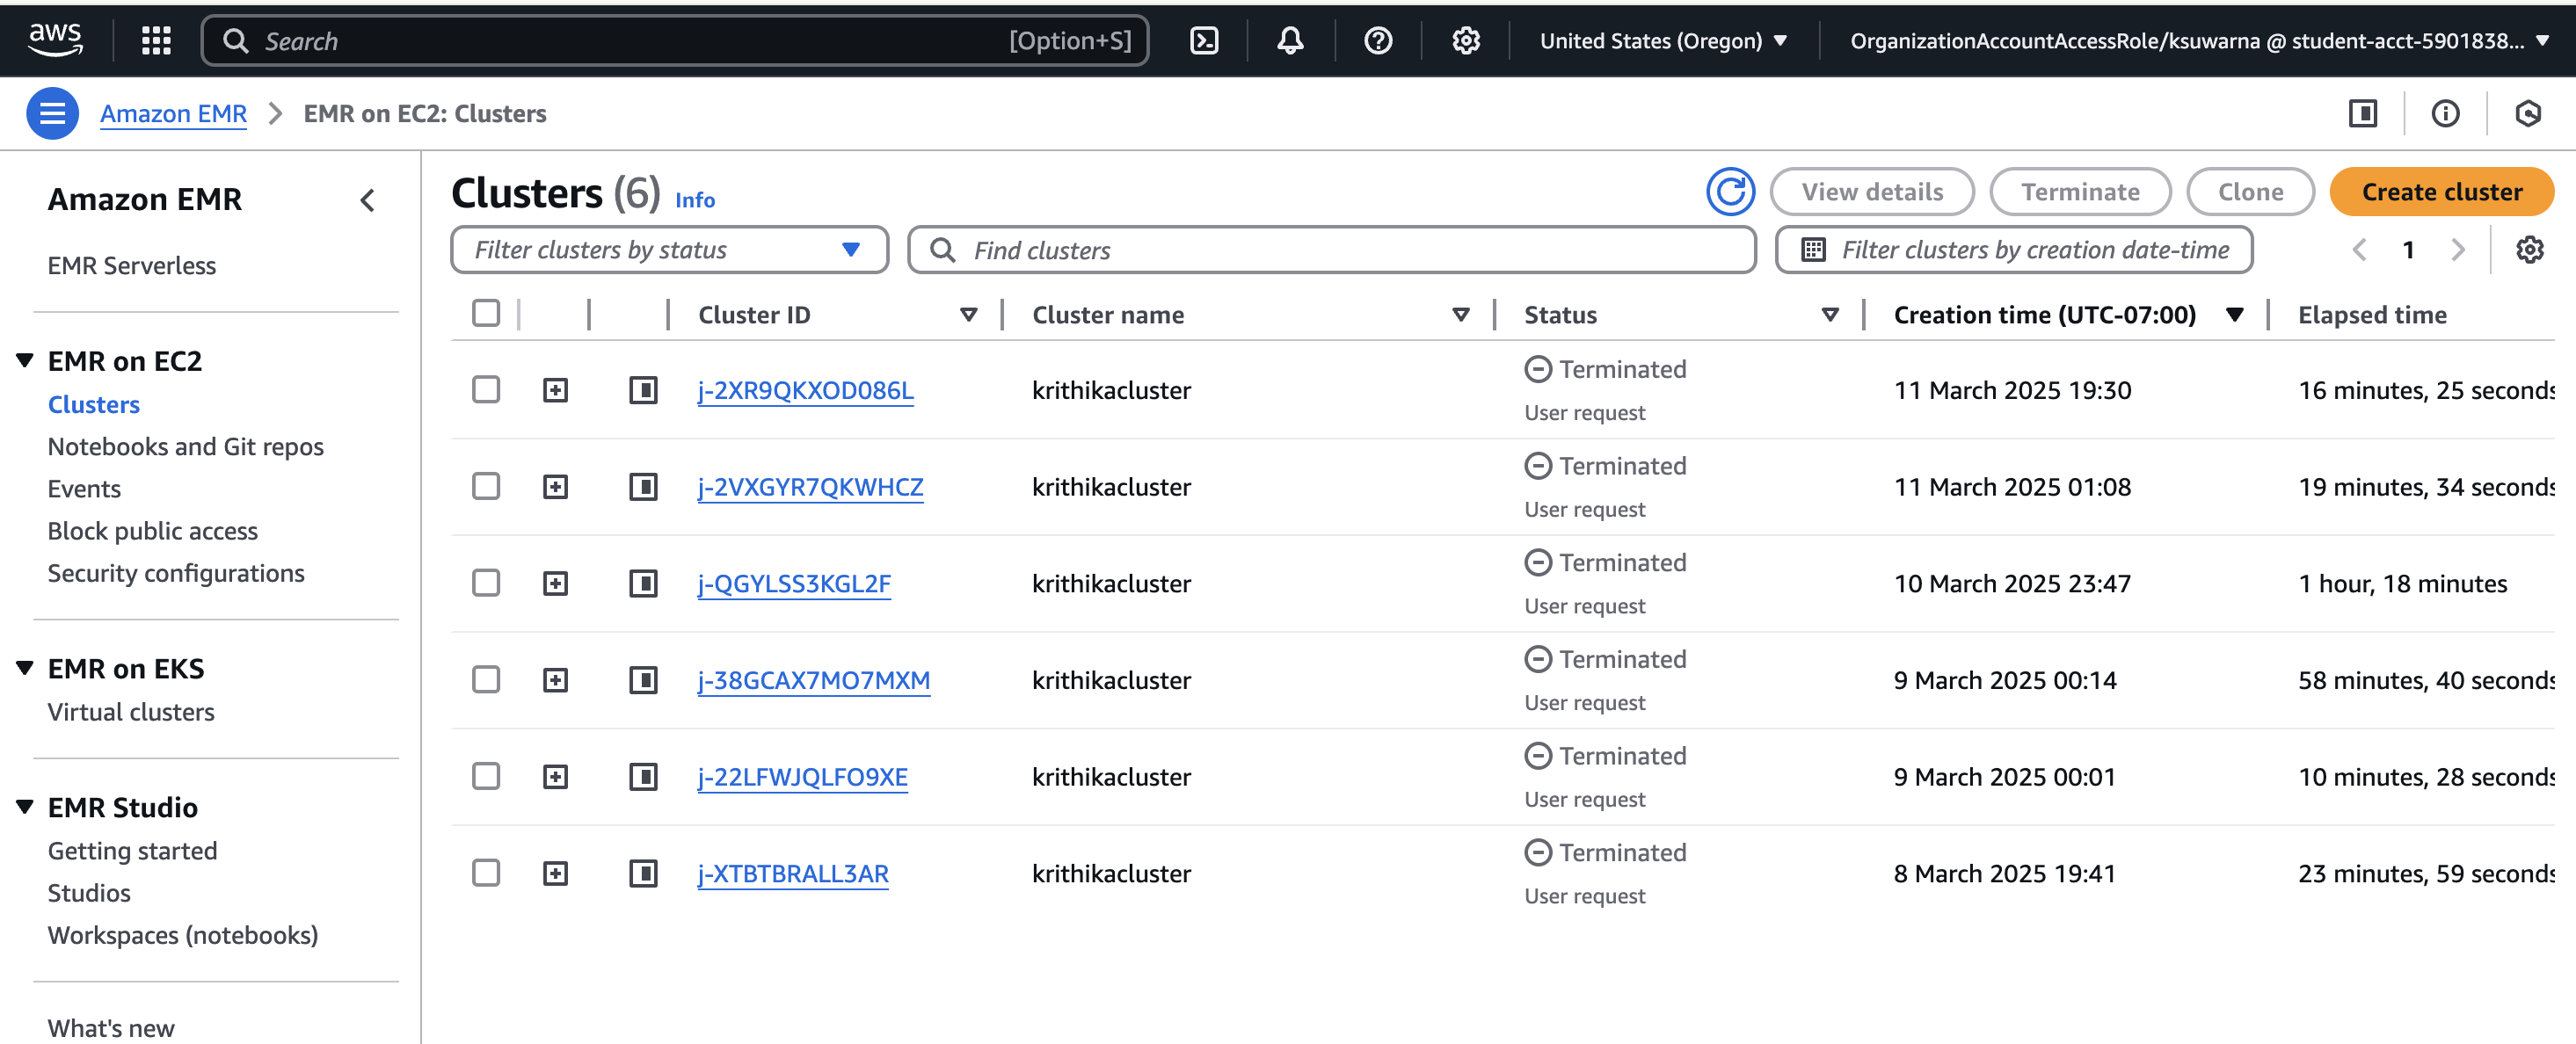 aws
Search [Option+S] United States (Oregon) OrganizationAccountAccessRole/ksuwarna @ student-acct-5901838...
Amazon EMR EMR on EC2: Clusters
Amazon EMR
EMR Serverless
EMR on EC2
Clusters
Notebooks and Git repos
Events
Block public access
Security configurations
EMR on EKS
Virtual clusters
EMR Studio
Getting started
Studios
Workspaces (notebooks)
What's new
Clusters (6) Info
View details Terminate Clone Create cluster
Filter clusters by status Find clusters Filter clusters by creation date-time 1
Cluster ID Cluster name Status Creation time (UTC-07:00) Elapsed time
j-2XR9QKXOD086L krithikacluster Terminated 11 March 2025 19:30 16 minutes, 25 seconds
User request
j-2VXGYR7QKWHCZ krithikacluster Terminated 11 March 2025 01:08 19 minutes, 34 seconds
User request
j-QGYLSS3KGL2F krithikacluster Terminated 10 March 2025 23:47 1 hour, 18 minutes
User request
j-38GCAX7MO7MXM krithikacluster Terminated 9 March 2025 00:14 58 minutes, 40 seconds
User request
j-22LFWJQLFO9XE krithikacluster Terminated 9 March 2025 00:01 10 minutes, 28 seconds
User request
j-XTBTBRALL3AR krithikacluster Terminated 8 March 2025 19:41 23 minutes, 59 seconds
User request